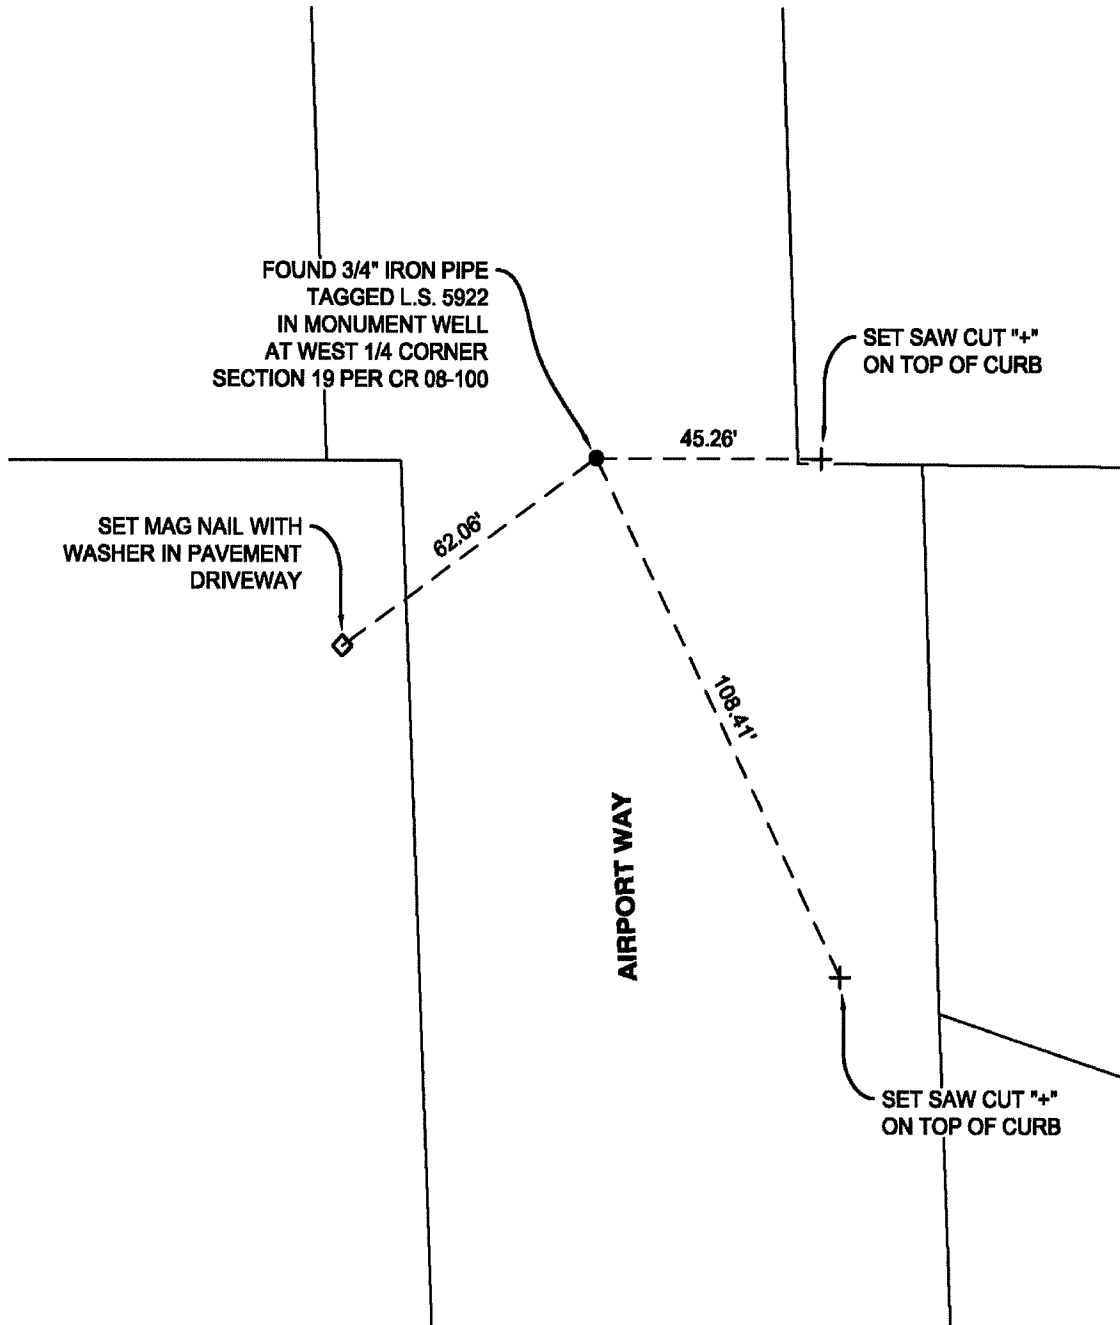 FOUND 3/4" IRON PIPE
TAGGED L.S. 5922
IN MONUMENT WELL
AT WEST 1/4 CORNER
SECTION 19 PER CR 08-100
SET SAW CUT "+"
ON TOP OF CURB
45.26'
62.06'
SET MAG NAIL WITH
WASHER IN PAVEMENT
DRIVEWAY
108.41'
AIRPORT WAY
SET SAW CUT "+"
ON TOP OF CURB